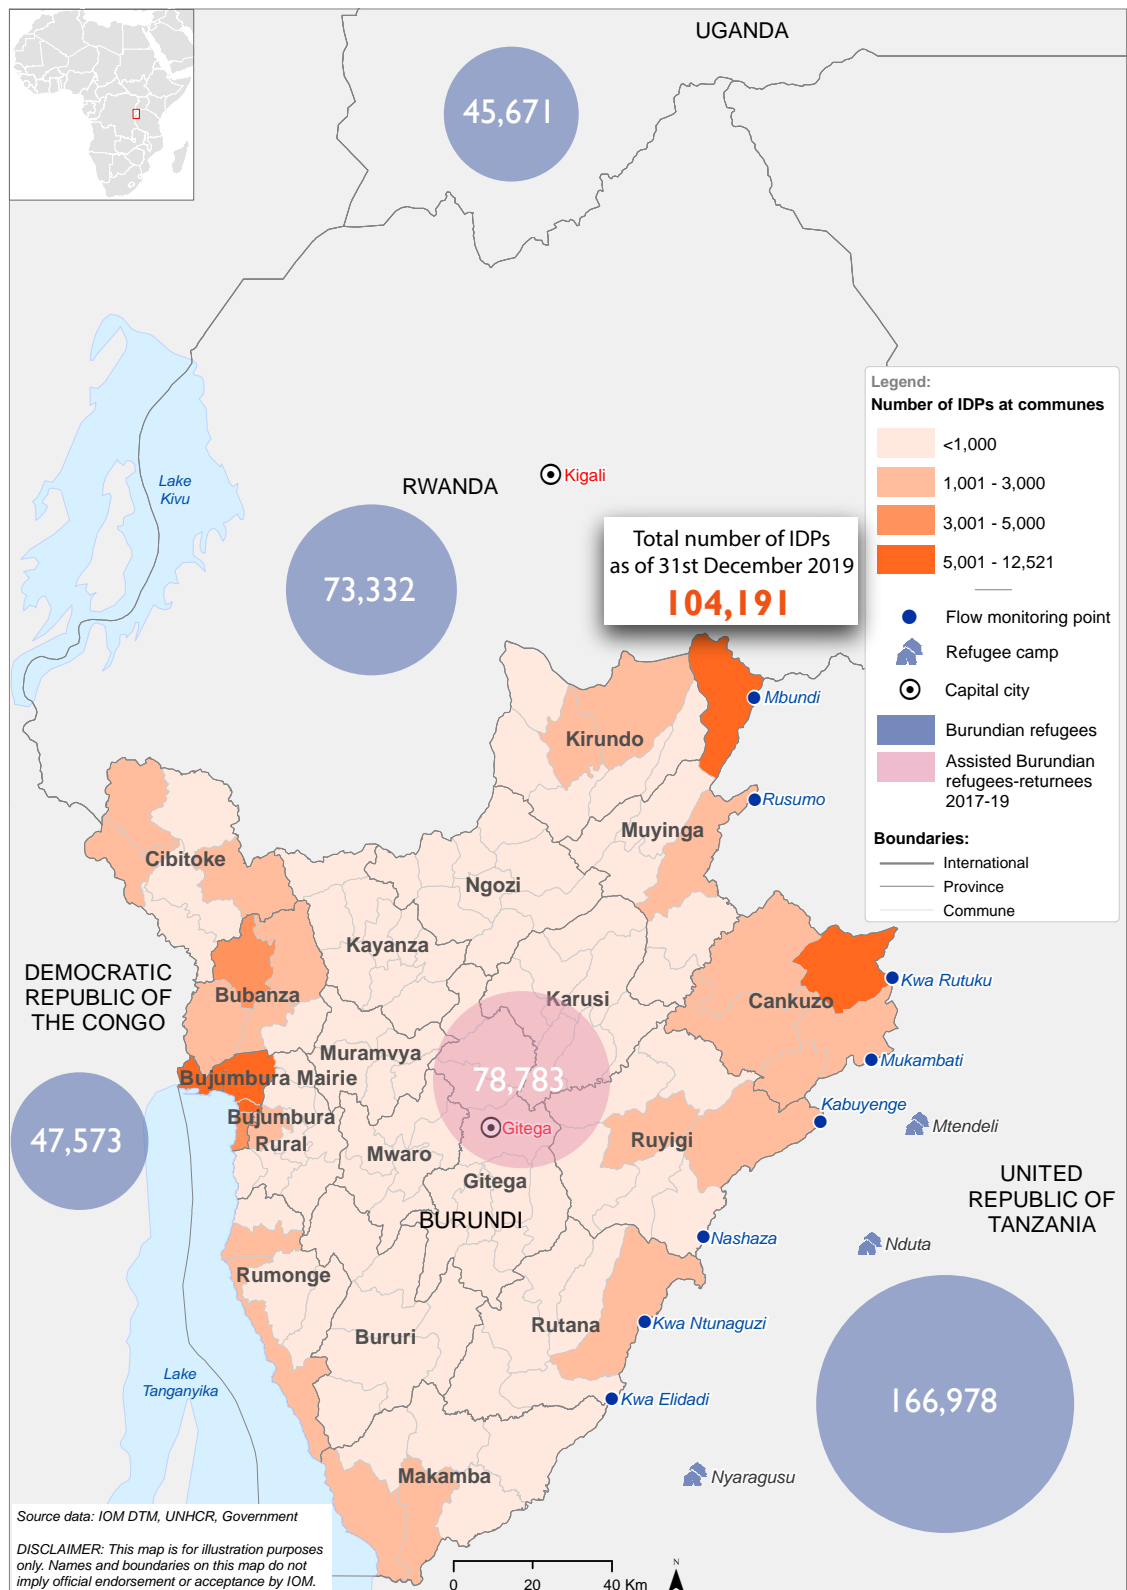 UGANDA
45,671
Lake
Kivu
RWANDA
Kigali
73,332
Total number of IDPs
as of 31st December 2019
104,191
Legend:
Number of IDPs at communes
<1,000
1,001 - 3,000
3,001 - 5,000
5,001 - 12,521
Flow monitoring point
Refugee camp
Capital city
Burundian refugees
Assisted Burundian
refugees-returnees
2017-19
Boundaries:
International
Province
Commune
Mbundi
Kirundo
Rusumo
Muyinga
Cibitoke
Ngozi
Kayanza
DEMOCRATIC
REPUBLIC OF
THE CONGO
Bubanza
Karusi
Cankuzo
Kwa Rutuku
Muramvya
Mukambati
Bujumbura Mairie
78,783
Kabuyenge
Bujumbura
Rural
47,573
Gitega
Mtendeli
Ruyigi
Mwaro
Gitega
UNITED
REPUBLIC OF
TANZANIA
BURUNDI
Nashaza
Nduta
Rumonge
Rutana
Kwa Ntunaguzi
Bururi
Lake
Tanganyika
Kwa Elidadi
166,978
Makamba
Nyaragusu
Source data: IOM DTM, UNHCR, Government
DISCLAIMER: This map is for illustration purposes
only. Names and boundaries on this map do not
imply official endorsement or acceptance by IOM.
0 20 40 Km
N